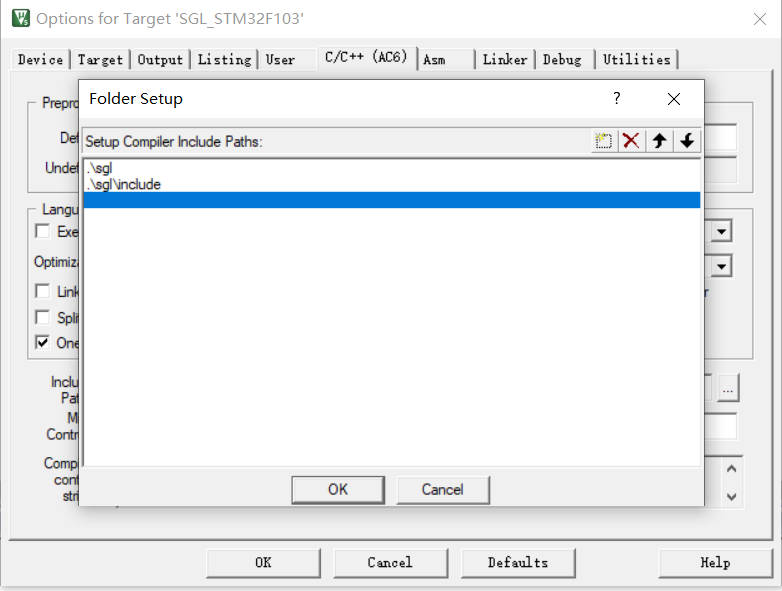 Options for Target 'SGL_STM32F103'
Device Target Output Listing User C/C++ (AC6) Asm Linker Debug Utilities
Folder Setup ?
Setup Compiler Include Paths:
.\sgl
.\sgl\include
Prepro
Def
Undef
Langu
Exe
Optimiza
Link
Spli
One
Inclu
Pat
M
Contr
Comp
cont
stri
...
OK Cancel
OK Cancel Defaults Help